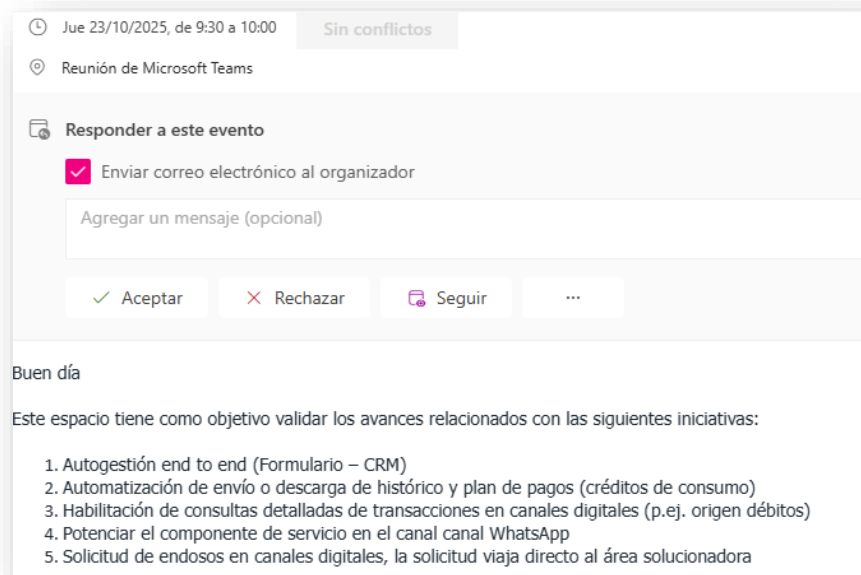 Jue 23/10/2025, de 9:30 a 10:00 Sin conflictos
Reunión de Microsoft Teams
Responder a este evento
Enviar correo electrónico al organizador
Agregar un mensaje (opcional)
Aceptar Rechazar Seguir ...
Buen día
Este espacio tiene como objetivo validar los avances relacionados con las siguientes iniciativas:
1. Autogestión end to end (Formulario – CRM)
2. Automatización de envío o descarga de histórico y plan de pagos (créditos de consumo)
3. Habilitación de consultas detalladas de transacciones en canales digitales (p.ej. origen débitos)
4. Potenciar el componente de servicio en el canal canal WhatsApp
5. Solicitud de endosos en canales digitales, la solicitud viaja directo al área solucionadora